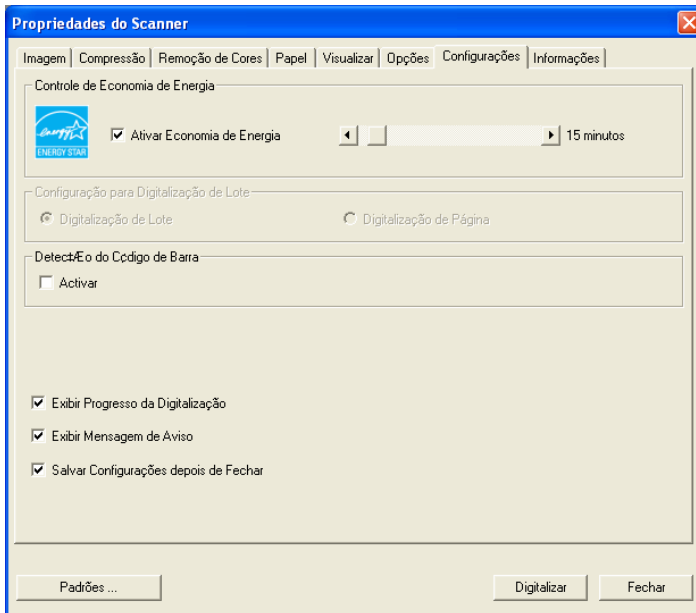 Propriedades do Scanner
Imagem Compressão Remoção de Cores Papel Visualizar Opções Configurações Informações
Controle de Economia de Energia
energy
ENERGY STAR
Ativar Economia de Energia 15 minutos
Configuração para Digitalização de Lote
Digitalização de Lote Digitalização de Página
Detec‡Æo do C¢digo de Barra
Activar
Exibir Progresso da Digitalização
Exibir Mensagem de Aviso
Salvar Configurações depois de Fechar
Padrões ... Digitalizar Fechar